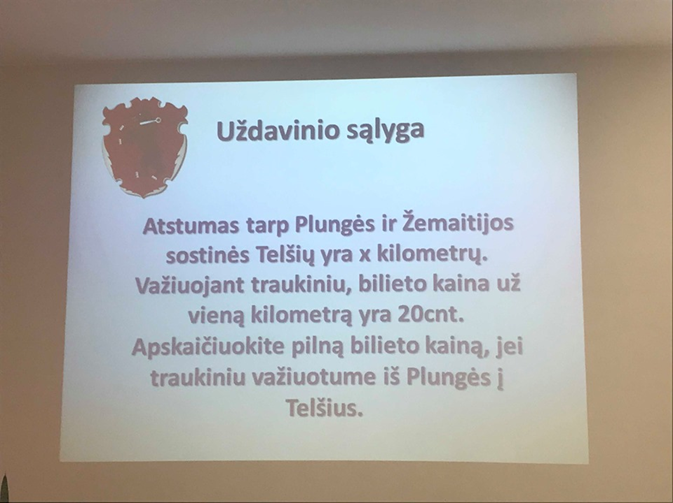 Uždavinio sąlyga
Atstumas tarp Plungės ir Žemaitijos
sostinės Telšių yra x kilometrų.
Važiuojant traukiniu, bilieto kaina už
vieną kilometrą yra 20cnt.
Apskaičiuokite pilną bilieto kainą, jei
traukiniu važiuotume iš Plungės į
Telšius.